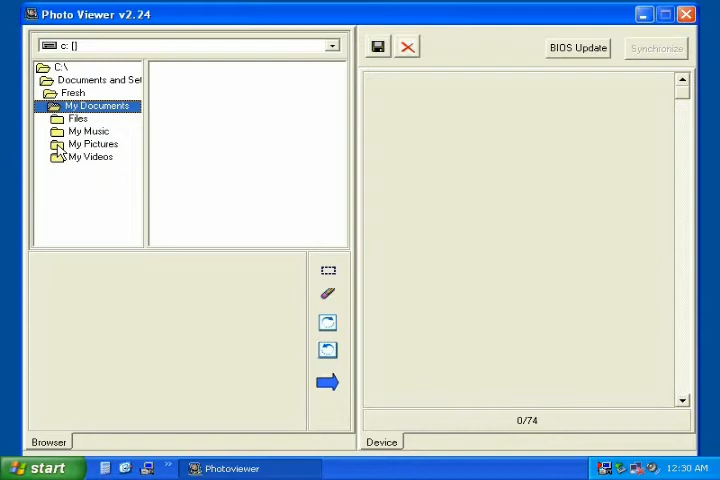 Photo Viewer v2.24
c: []
BIOS Update
Synchronize
C:\
Documents and Set
Fresh
My Documents
Files
My Music
My Pictures
My Videos
0/74
Browser
Device
start
Photoviewer
12:30 AM